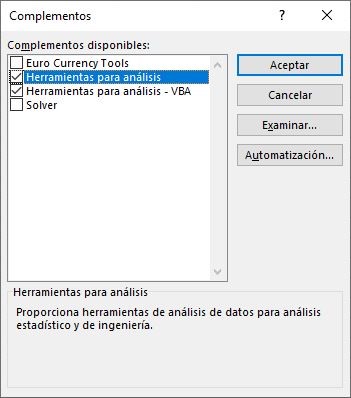 Complementos
?
Complementos disponibles:
Euro Currency Tools
Herramientas para análisis
Herramientas para análisis - VBA
Solver
Aceptar
Cancelar
Examinar...
Automatización...
Herramientas para análisis
Proporciona herramientas de análisis de datos para análisis
estadístico y de ingeniería.